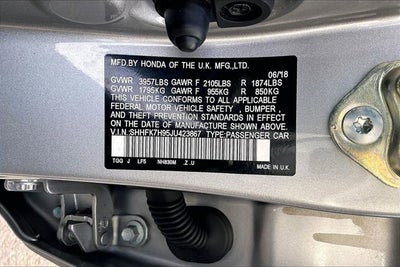 MFD.BY HONDA OF THE U.K. MFG.,LTD. 06/18
GVWR 3957LBS GAWR F 2105LBS R 1874LBS
GVWR 1795KG GAWR F 955KG R 850KG
THIS VEHICLE CONFORMS TO ALL APPLICABLE
FEDERAL MOTOR VEHICLE SAFETY, BUMPER,
AND THEFT PREVENTION STANDARDS IN EFFECT
ON THE DATE OF MANUFACTURE SHOWN ABOVE.
V.I.N.:SHHFK7H95JU423867 TYPE:PASSENGER CAR
TGG J LF5 NH830M Z.U MADE IN U.K.